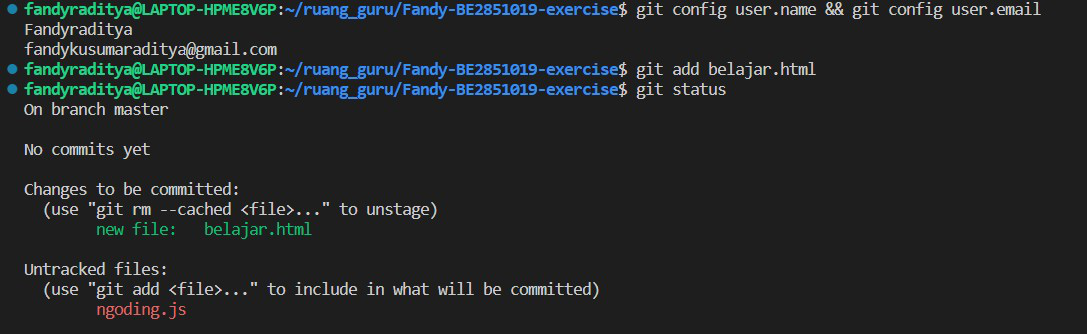 fandyraditya@LAPTOP-HPME8V6P:~/ruang_guru/Fandy-BE2851019-exercise$ git config user.name && git config user.email
Fandyraditya
fandykusumaraditya@gmail.com
fandyraditya@LAPTOP-HPME8V6P:~/ruang_guru/Fandy-BE2851019-exercise$ git add belajar.html
fandyraditya@LAPTOP-HPME8V6P:~/ruang_guru/Fandy-BE2851019-exercise$ git status
On branch master
No commits yet
Changes to be committed:
(use "git rm --cached <file>..." to unstage)
new file:   belajar.html
Untracked files:
(use "git add <file>..." to include in what will be committed)
ngoding.js